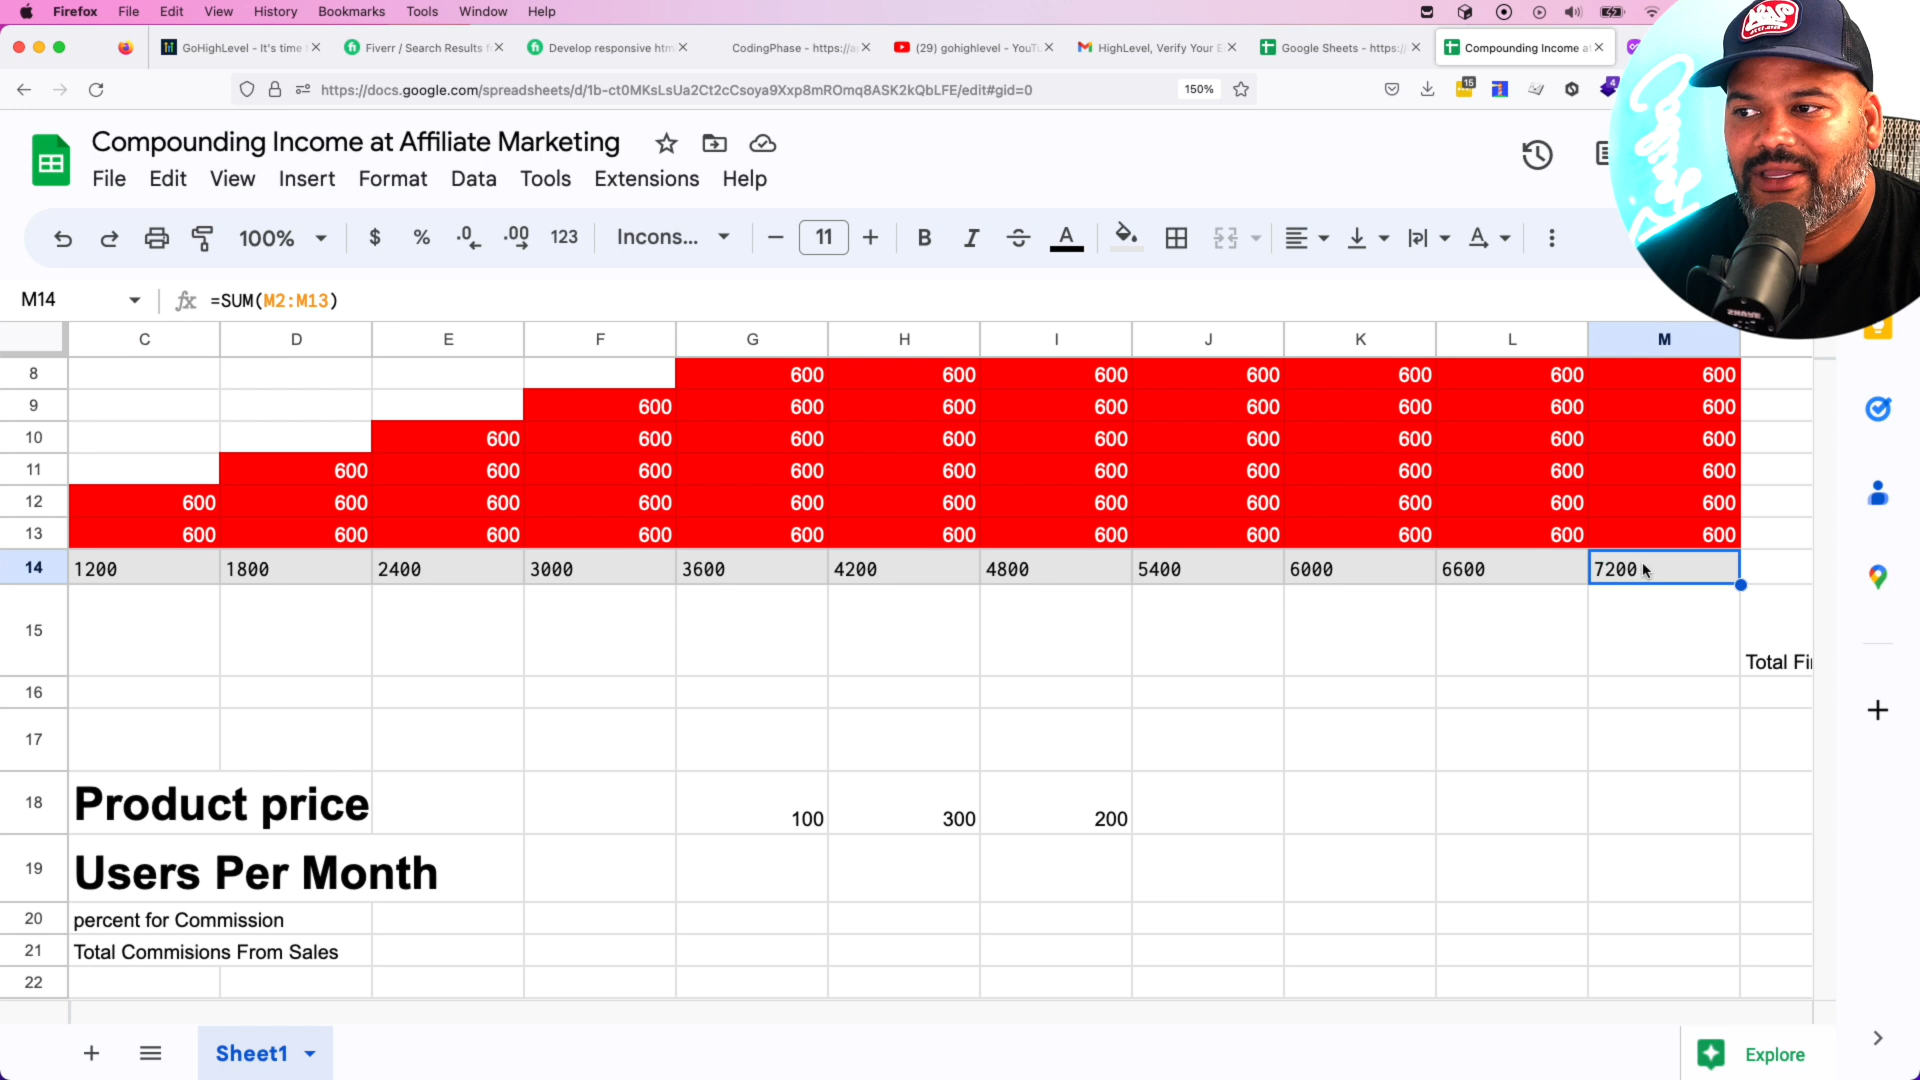 Firefox File Edit View History Bookmarks Tools Window Help
GoHighLevel - It's time Fiverr / Search Results f Develop responsive htm CodingPhase - https://a (29) gohighlevel - YouTu HighLevel, Verify Your E Google Sheets - https:/ Compounding Income a
https://docs.google.com/spreadsheets/d/1b-ct0MKsLsUa2Ct2cCsoya9Xxp8mROmq8ASK2kQbLFE/edit#gid=0 150% 15 4
Compounding Income at Affiliate Marketing
File Edit View Insert Format Data Tools Extensions Help
100% $ % .0 .00 123 Incons... 11 B I S A
M14 fx =SUM(M2:M13)
C D E F G H I J K L M
8 600 600 600 600 600 600 600
9 600 600 600 600 600 600 600 600
10 600 600 600 600 600 600 600 600 600
11 600 600 600 600 600 600 600 600 600 600
12 600 600 600 600 600 600 600 600 600 600 600
13 600 600 600 600 600 600 600 600 600 600 600
14 1200 1800 2400 3000 3600 4200 4800 5400 6000 6600 7200
15 Total Fi
16
17
18 Product price 100 300 200
19 Users Per Month
20 percent for Commission
21 Total Commisions From Sales
22
Sheet1 Explore